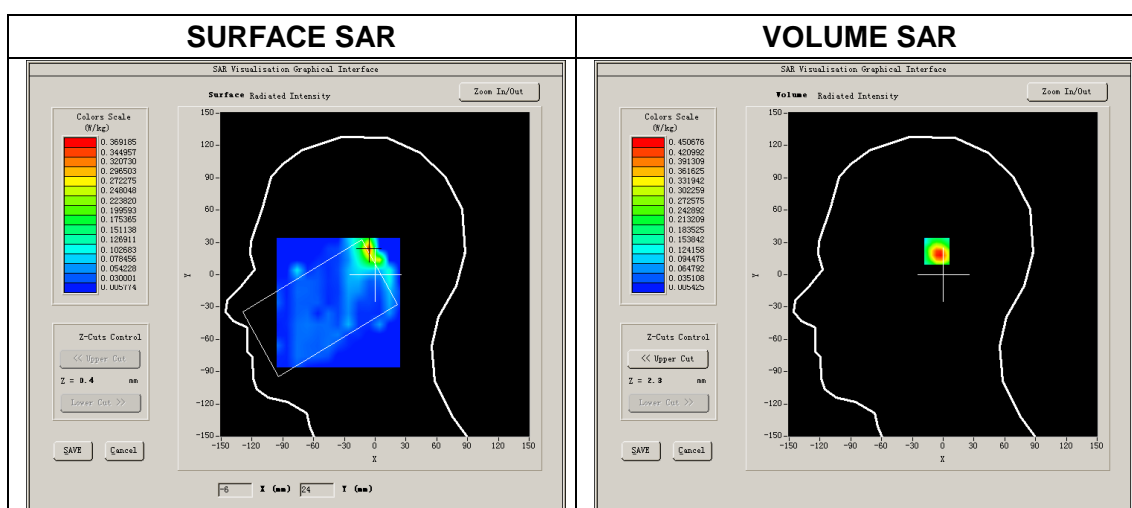 SURFACE SAR
VOLUME SAR
SAR Visualisation Graphical Interface
Surface Radiated Intensity
Zoom In/Out
Colors Scale
(W/kg)
0.369185
0.344957
0.320730
0.296503
0.272275
0.248048
0.223820
0.199593
0.175365
0.151138
0.126911
0.102683
0.078456
0.054228
0.030001
0.005774
Z-Cuts Control
<< Upper Cut
Z = 0.4 mm
Lower Cut >>
SAVE
Cancel
150
120
90
60
30
0
-30
-60
-90
-120
-150
Y
-150 -120 -90 -60 -30 0 30 60 90 120 150
X
-6 X (mm) 24 Y (mm)
SAR Visualisation Graphical Interface
Volume Radiated Intensity
Zoom In/Out
Colors Scale
(W/kg)
0.450676
0.420992
0.391309
0.361625
0.331942
0.302259
0.272575
0.242892
0.213209
0.183525
0.153842
0.124158
0.094475
0.064792
0.035108
0.005425
Z-Cuts Control
<< Upper Cut
Z = 2.3 mm
Lower Cut >>
SAVE
Cancel
150
120
90
60
30
0
-30
-60
-90
-120
-150
Y
-150 -120 -90 -60 -30 0 30 60 90 120 150
X